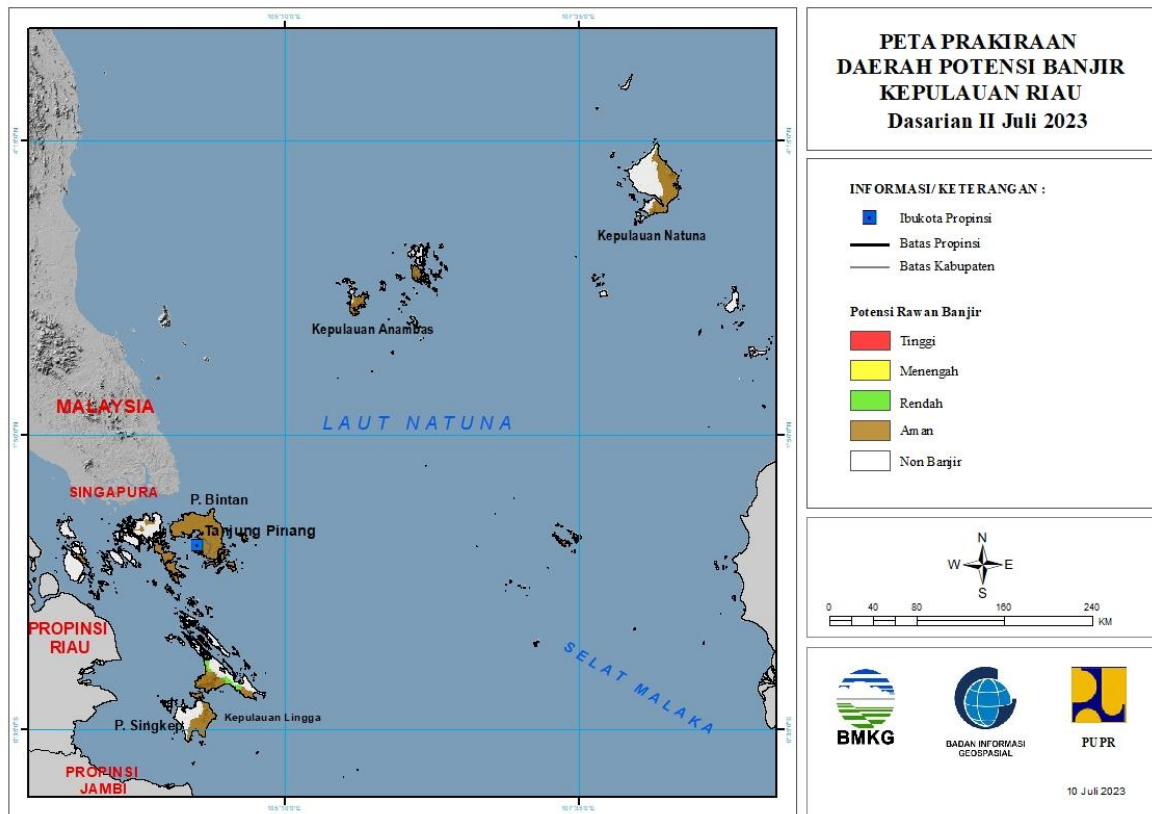 PETA PRAKIRAAN
DAERAH POTENSI BANJIR
KEPULAUAN RIAU
Dasarian II Juli 2023
INFORMASI/ KETERANGAN :
Ibukota Propinsi
Batas Propinsi
Batas Kabupaten
Potensi Rawan Banjir
Tinggi
Menengah
Rendah
Aman
Non Banjir
N
W E
S
0 40 80 160 240
KM
BMKG
BADAN INFORMASI
GEOSPASIAL
PUPR
10 Juli 2023
Kepulauan Natuna
Kepulauan Anambas
MALAYSIA
LAUT NATUNA
SINGAPURA
P. Bintan
Tanjung Pinang
PROPINSI
RIAU
SELAT MALAKA
Kepulauan Lingga
P. Singkep
PROPINSI
JAMBI